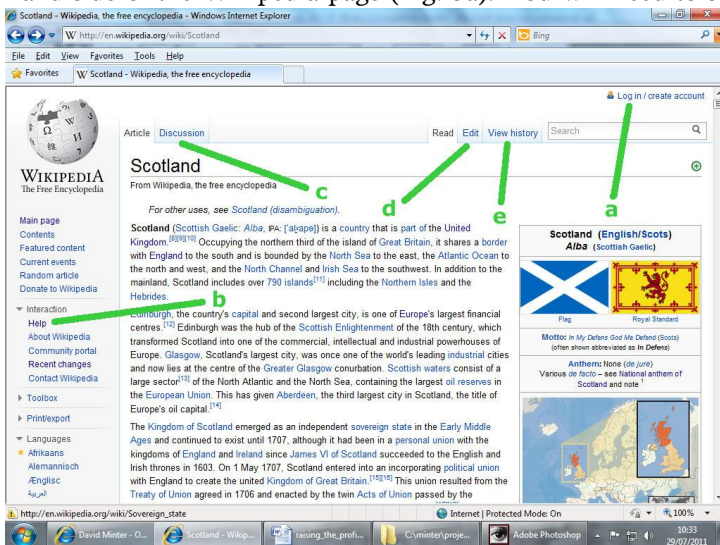 Scotland - Wikipedia, the free encyclopedia - Windows Internet Explorer
W http://en.wikipedia.org/wiki/Scotland
Bing
File Edit View Favorites Tools Help
Favorites W Scotland - Wikipedia, the free encyclopedia
Log in / create account
Article Discussion Read Edit View history Search
WIKIPEDIA
The Free Encyclopedia
Main page
Contents
Featured content
Current events
Random article
Donate to Wikipedia
Interaction
Help
About Wikipedia
Community portal
Recent changes
Contact Wikipedia
Toolbox
Print/export
Languages
Afrikaans
Alemannisch
Ænglisc
العربية
Scotland
From Wikipedia, the free encyclopedia
For other uses, see Scotland (disambiguation).
Scotland (Scottish Gaelic: Alba, IPA: ) is a country that is part of the United
Kingdom.[8][9][10] Occupying the northern third of the island of Great Britain, it shares a border
with England to the south and is bounded by the North Sea to the east, the Atlantic Ocean to
the north and west, and the North Channel and Irish Sea to the southwest. In addition to the
mainland, Scotland includes over 790 islands[11] including the Northern Isles and the
Hebrides.
Edinburgh, the country's capital and second largest city, is one of Europe's largest financial
centres.[12] Edinburgh was the hub of the Scottish Enlightenment of the 18th century, which
transformed Scotland into one of the commercial, intellectual and industrial powerhouses of
Europe. Glasgow, Scotland's largest city, was once one of the world's leading industrial cities
and now lies at the centre of the Greater Glasgow conurbation. Scottish waters consist of a
large sector[13] of the North Atlantic and the North Sea, containing the largest oil reserves in
the European Union. This has given Aberdeen, the third largest city in Scotland, the title of
Europe's oil capital.[14]
The Kingdom of Scotland emerged as an independent sovereign state in the Early Middle
Ages and continued to exist until 1707, although it had been in a personal union with the
kingdoms of England and Ireland since James VI of Scotland succeeded to the English and
Irish thrones in 1603. On 1 May 1707, Scotland entered into an incorporating political union
with England to create the united Kingdom of Great Britain.[15][16] This union resulted from the
Treaty of Union agreed in 1706 and enacted by the twin Acts of Union passed by the
Scotland (English/Scots)
Alba (Scottish Gaelic)
Flag Royal Standard
Motto: In My Defens God Me Defend (Scots)
(often shown abbreviated as In Defens)
Anthem: None (de jure)
Various de facto – see National anthem of
Scotland and note 1
a
b
c
d
e
http://en.wikipedia.org/wiki/Sovereign_state Internet | Protected Mode: On 100%
David Minter - O... Scotland - Wikip... raising_the_profi... C:\minter\proje... Adobe Photoshop 10:33
29/07/2011